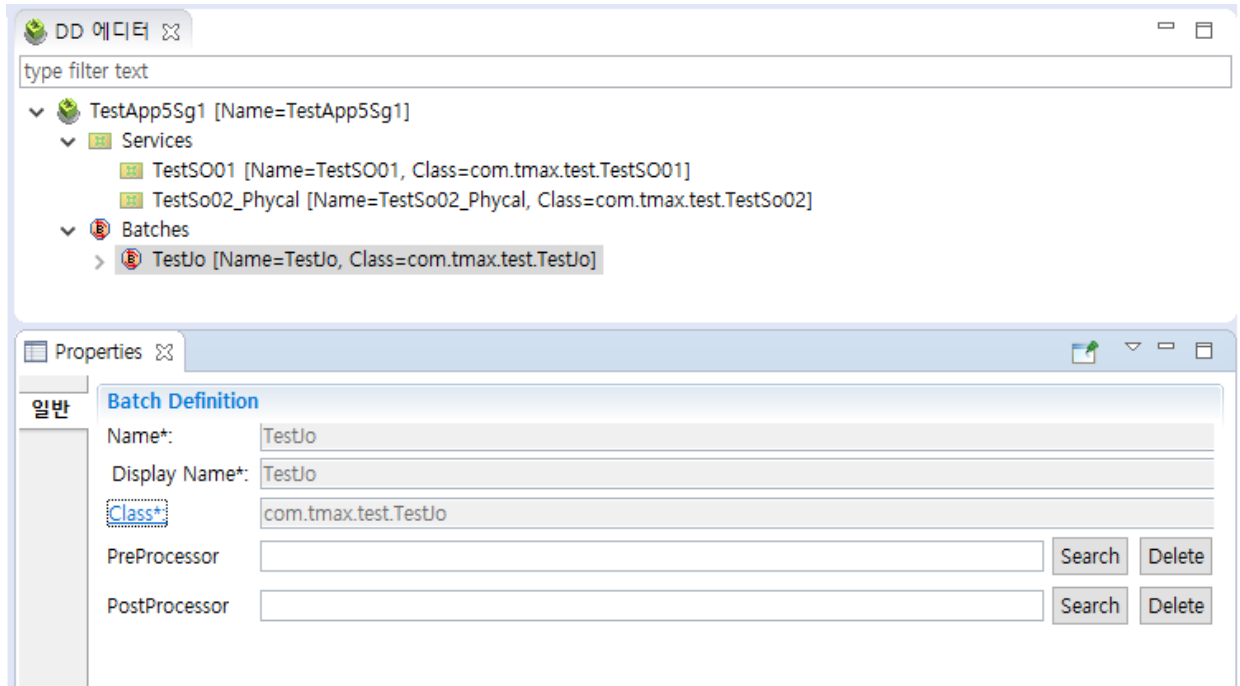 DD 에디터
type filter text
TestApp5Sg1 [Name=TestApp5Sg1]
Services
TestSO01 [Name=TestSO01, Class=com.tmax.test.TestSO01]
TestSo02_Phycal [Name=TestSo02_Phycal, Class=com.tmax.test.TestSo02]
Batches
TestJo [Name=TestJo, Class=com.tmax.test.TestJo]
Properties
일반
Batch Definition
Name*: TestJo
Display Name*: TestJo
Class*: com.tmax.test.TestJo
PreProcessor Search Delete
PostProcessor Search Delete